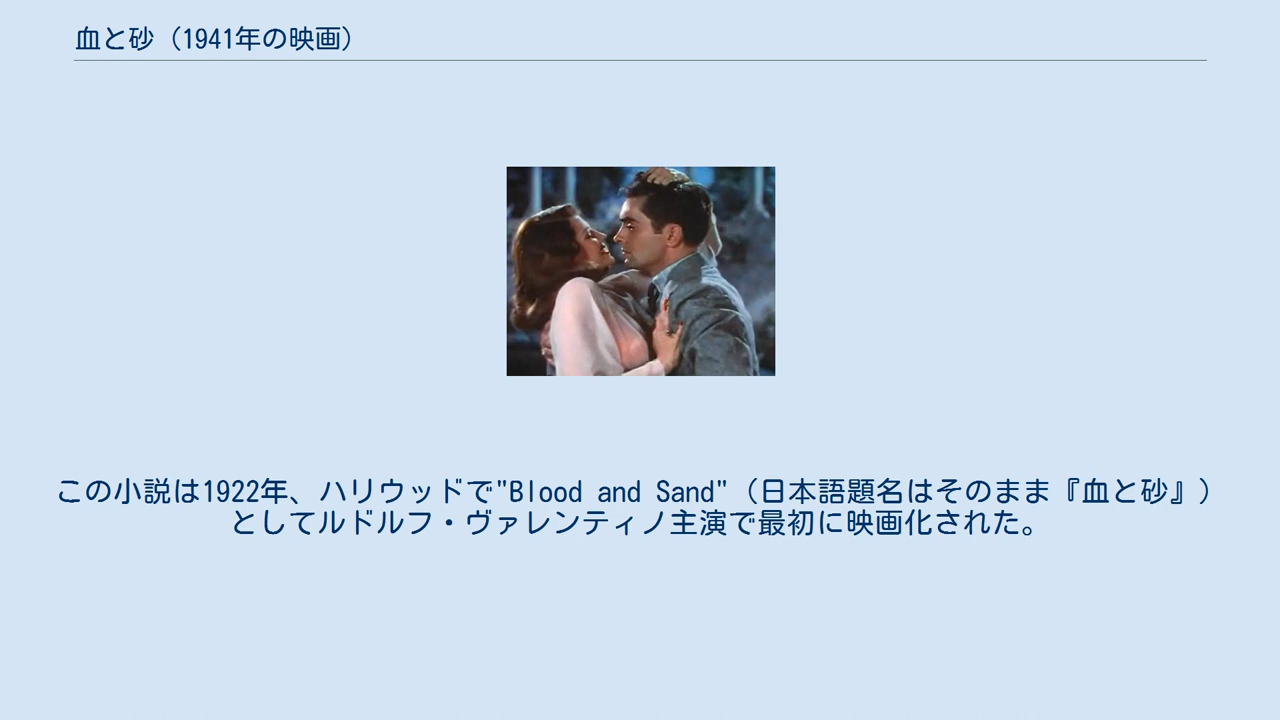 血と砂（1941年の映画）
この小説は1922年、ハリウッドで"Blood and Sand"（日本語題名はそのまま『血と砂』）
としてルドルフ・ヴァレンティノ主演で最初に映画化された。